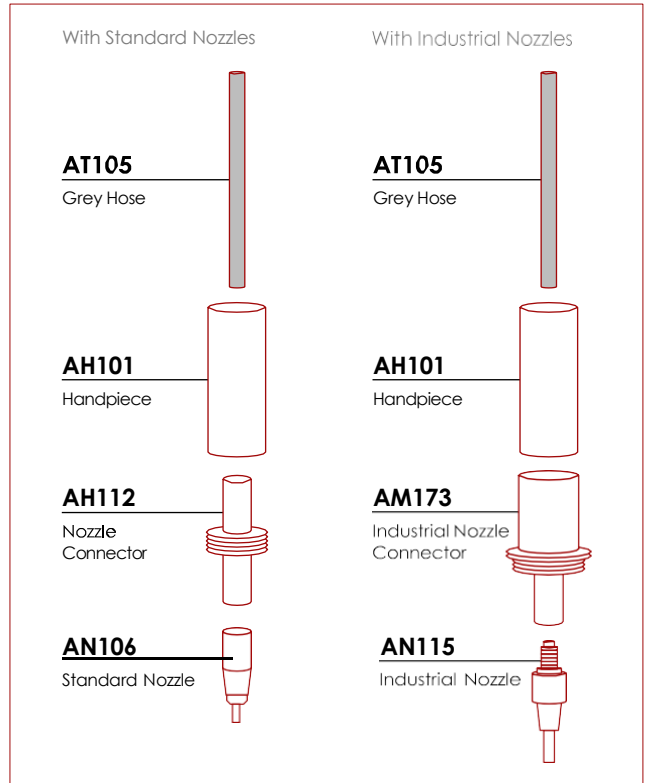 With Standard Nozzles
AT105
Grey Hose
AH101
Handpiece
AH112
Nozzle
Connector
AN106
Standard Nozzle
With Industrial Nozzles
AT105
Grey Hose
AH101
Handpiece
AM173
Industrial Nozzle
Connector
AN115
Industrial Nozzle